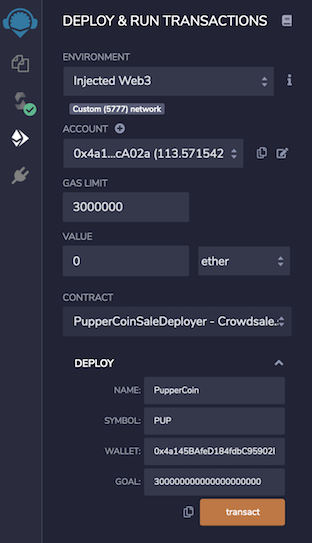 DEPLOY & RUN TRANSACTIONS
ENVIRONMENT
Injected Web3
Custom (5777) network
ACCOUNT
0x4a1...cA02a (113.571542
GAS LIMIT
3000000
VALUE
0 ether
CONTRACT
PupperCoinSaleDeployer - Crowdsale.
DEPLOY
NAME: PupperCoin
SYMBOL: PUP
WALLET: 0x4a145BAfeD184fdbC95902
GOAL: 300000000000000000000
transact